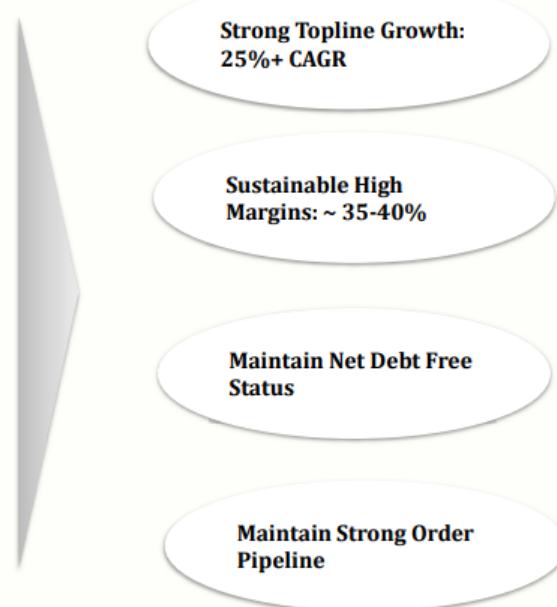 Strong Topline Growth:
25%+ CAGR
Sustainable High
Margins: ~ 35-40%
Maintain Net Debt Free
Status
Maintain Strong Order
Pipeline